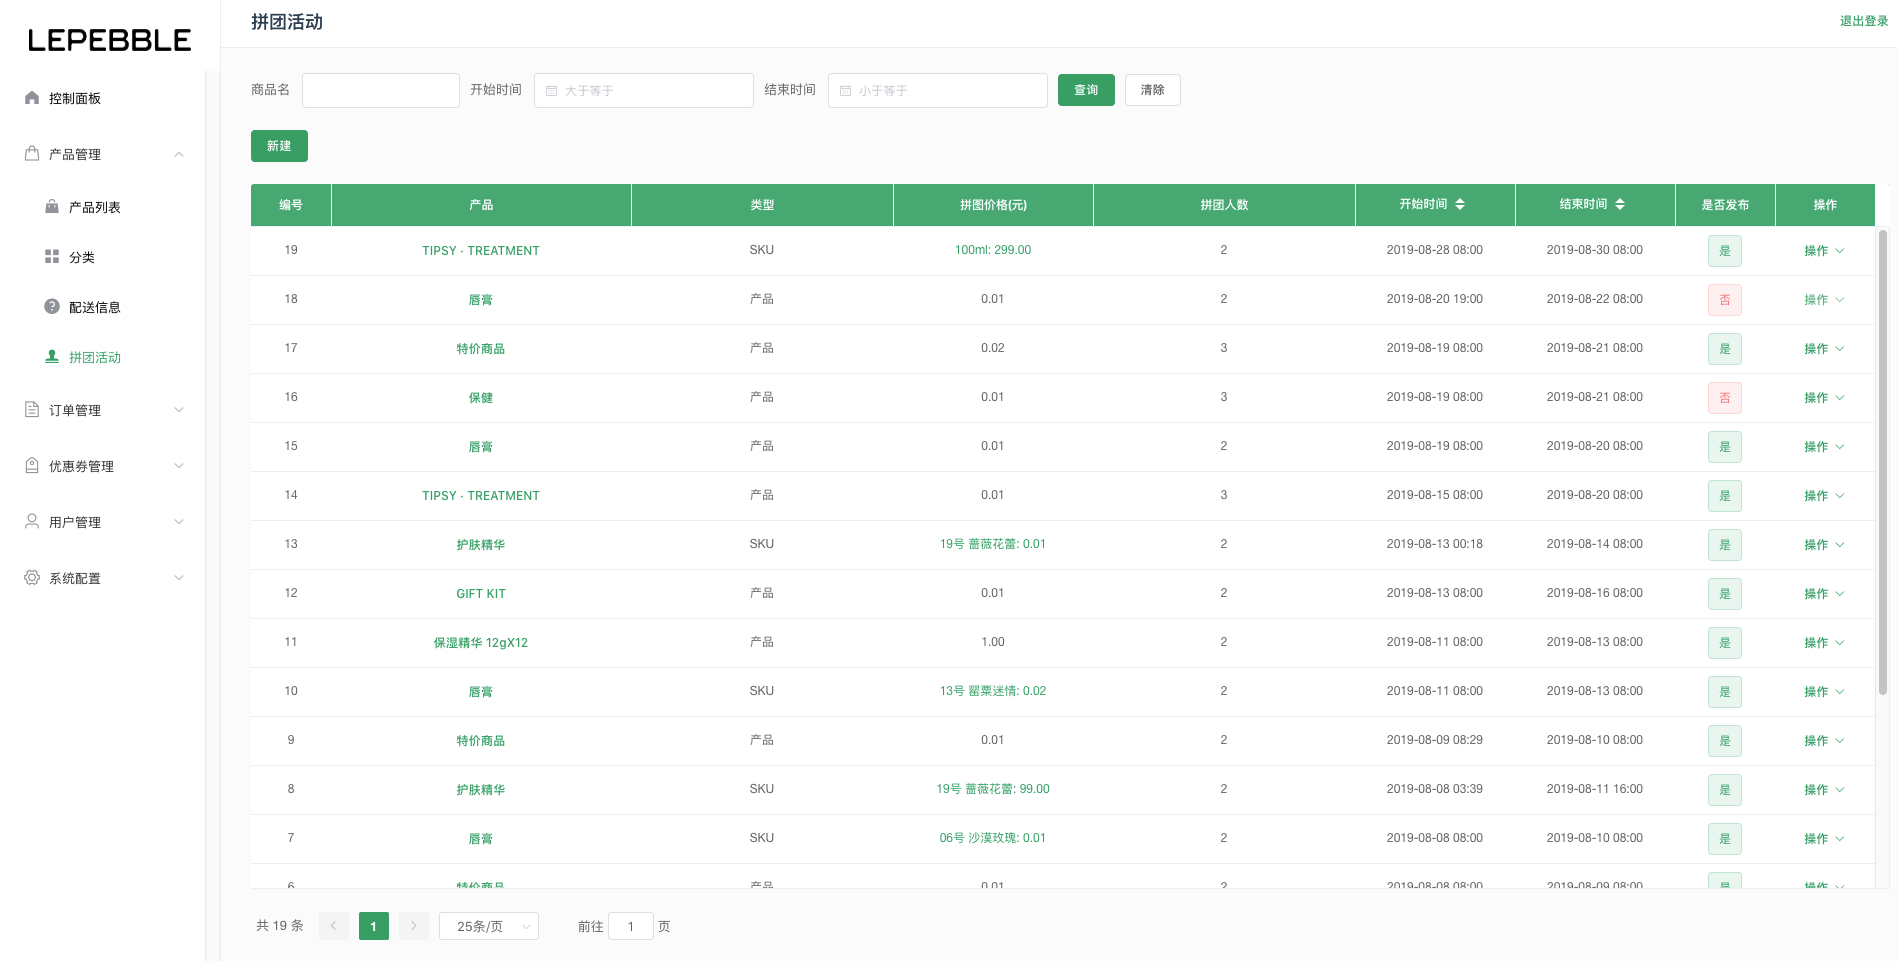 LEPEBBLE
控制面板
产品管理
产品列表
分类
配送信息
拼团活动
订单管理
优惠券管理
用户管理
系统配置
拼团活动
退出登录
商品名 开始时间 大于等于 结束时间 小于等于 查询 清除
新建
编号 产品 类型 拼图价格(元) 拼团人数 开始时间 结束时间 是否发布 操作
19 TIPSY · TREATMENT SKU 100ml: 299.00 2 2019-08-28 08:00 2019-08-30 08:00 是 操作
18 唇膏 产品 0.01 2 2019-08-20 19:00 2019-08-22 08:00 否 操作
17 特价商品 产品 0.02 3 2019-08-19 08:00 2019-08-21 08:00 是 操作
16 保健 产品 0.01 3 2019-08-19 08:00 2019-08-21 08:00 否 操作
15 唇膏 产品 0.01 2 2019-08-19 08:00 2019-08-20 08:00 是 操作
14 TIPSY · TREATMENT 产品 0.01 3 2019-08-15 08:00 2019-08-20 08:00 是 操作
13 护肤精华 SKU 19号 蔷薇花蕾: 0.01 2 2019-08-13 00:18 2019-08-14 08:00 是 操作
12 GIFT KIT 产品 0.01 2 2019-08-13 08:00 2019-08-16 08:00 是 操作
11 保湿精华 12gX12 产品 1.00 2 2019-08-11 08:00 2019-08-13 08:00 是 操作
10 唇膏 SKU 13号 罂粟迷情: 0.02 2 2019-08-11 08:00 2019-08-13 08:00 是 操作
9 特价商品 产品 0.01 2 2019-08-09 08:29 2019-08-10 08:00 是 操作
8 护肤精华 SKU 19号 蔷薇花蕾: 99.00 2 2019-08-08 03:39 2019-08-11 16:00 是 操作
7 唇膏 SKU 06号 沙漠玫瑰: 0.01 2 2019-08-08 08:00 2019-08-10 08:00 是 操作
6 特价商品 产品 0.01 2 2019-08-08 08:00 2019-08-09 08:00 是 操作
共 19 条 1 25条/页 前往 1 页